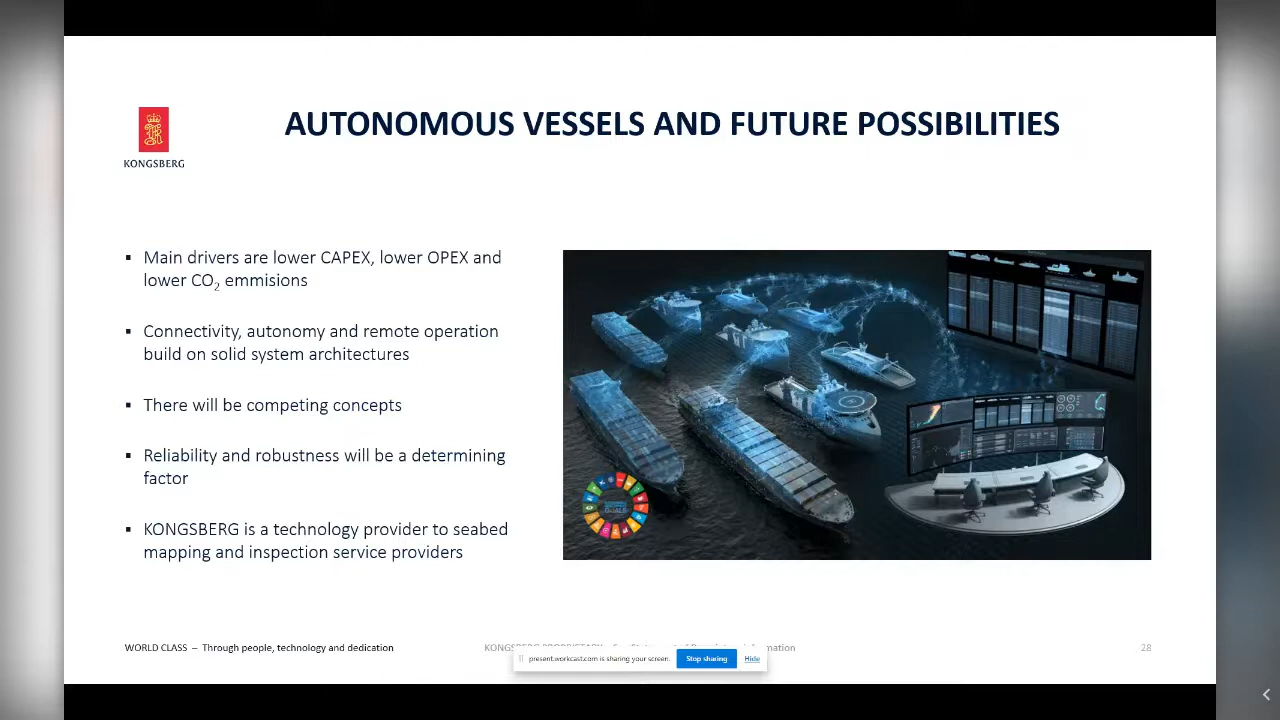 AUTONOMOUS VESSELS AND FUTURE POSSIBILITIES
KONGSBERG
▪ Main drivers are lower CAPEX, lower OPEX and
lower CO₂ emmisions
▪ Connectivity, autonomy and remote operation
build on solid system architectures
▪ There will be competing concepts
▪ Reliability and robustness will be a determining
factor
▪ KONGSBERG is a technology provider to seabed
mapping and inspection service providers
GOALS
WORLD CLASS – Through people, technology and dedication
28
present.workcast.com is sharing your screen.
Stop sharing
Hide